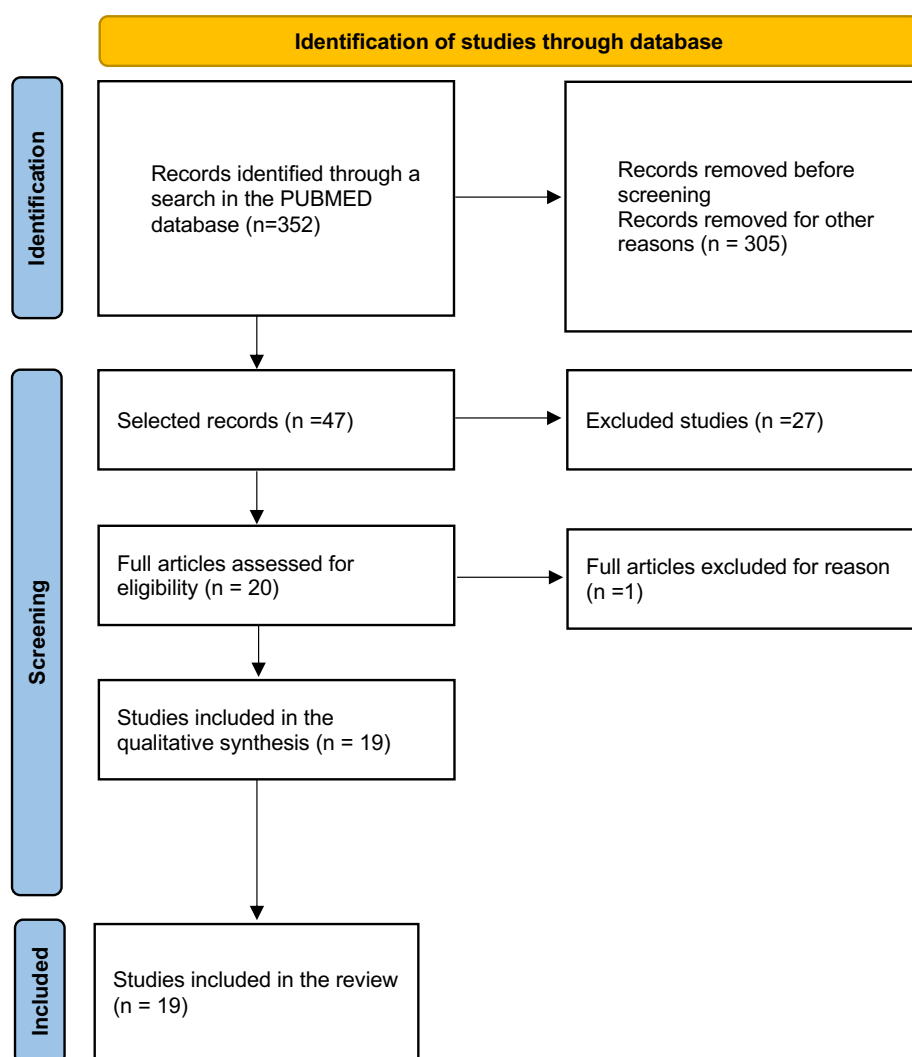 Identification of studies through database
Identification
Records identified through a
search in the PUBMED
database (n=352)
Records removed before
screening
Records removed for other
reasons (n = 305)
Screening
Selected records (n =47)
Excluded studies (n =27)
Full articles assessed for
eligibility (n = 20)
Full articles excluded for reason
(n =1)
Studies included in the
qualitative synthesis (n = 19)
Included
Studies included in the review
(n = 19)